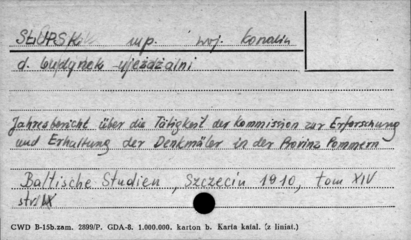 SŁUPSK m.p. woj. koszalin
d. budynek ujeżdżalni
Jahresbericht über die Tätigkeit der Kommission zur Erforschung
und Erhaltung der Denkmäler in der Provinz Pommern
Baltische Studien, Szczecin 1910, tom XIV
str. IX
CWD B-15b.zam. 2899/P. GDA-8. 1.000.000. karton b. Karta katal. (z liniat.)